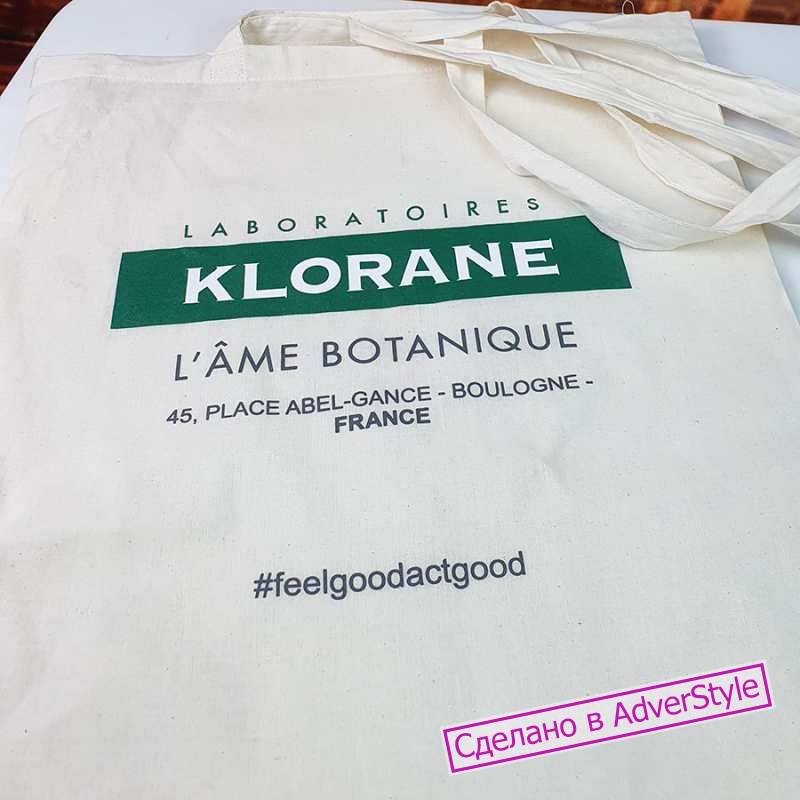 LABORATOIRES
KLORANE
L'ÂME BOTANIQUE
45, PLACE ABEL-GANCE - BOULOGNE -
FRANCE
#feelgoodactgood
Сделано в AdverStyle